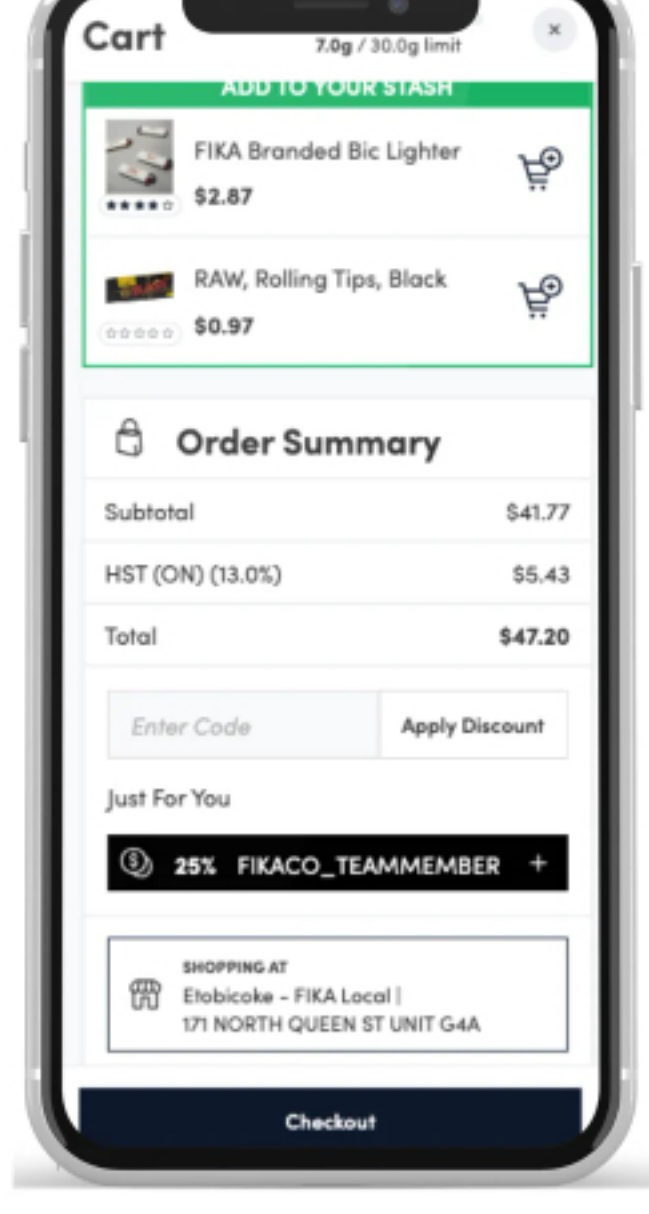 Cart
7.0g / 30.0g limit
×
ADD TO YOUR STASH
FIKA Branded Bic Lighter
$2.87
RAW, Rolling Tips, Black
$0.97
Order Summary
Subtotal $41.77
HST (ON) (13.0%) $5.43
Total $47.20
Enter Code Apply Discount
Just For You
25% FIKACO_TEAMMEMBER +
SHOPPING AT
Etobicoke - FIKA Local |
171 NORTH QUEEN ST UNIT G4A
Checkout